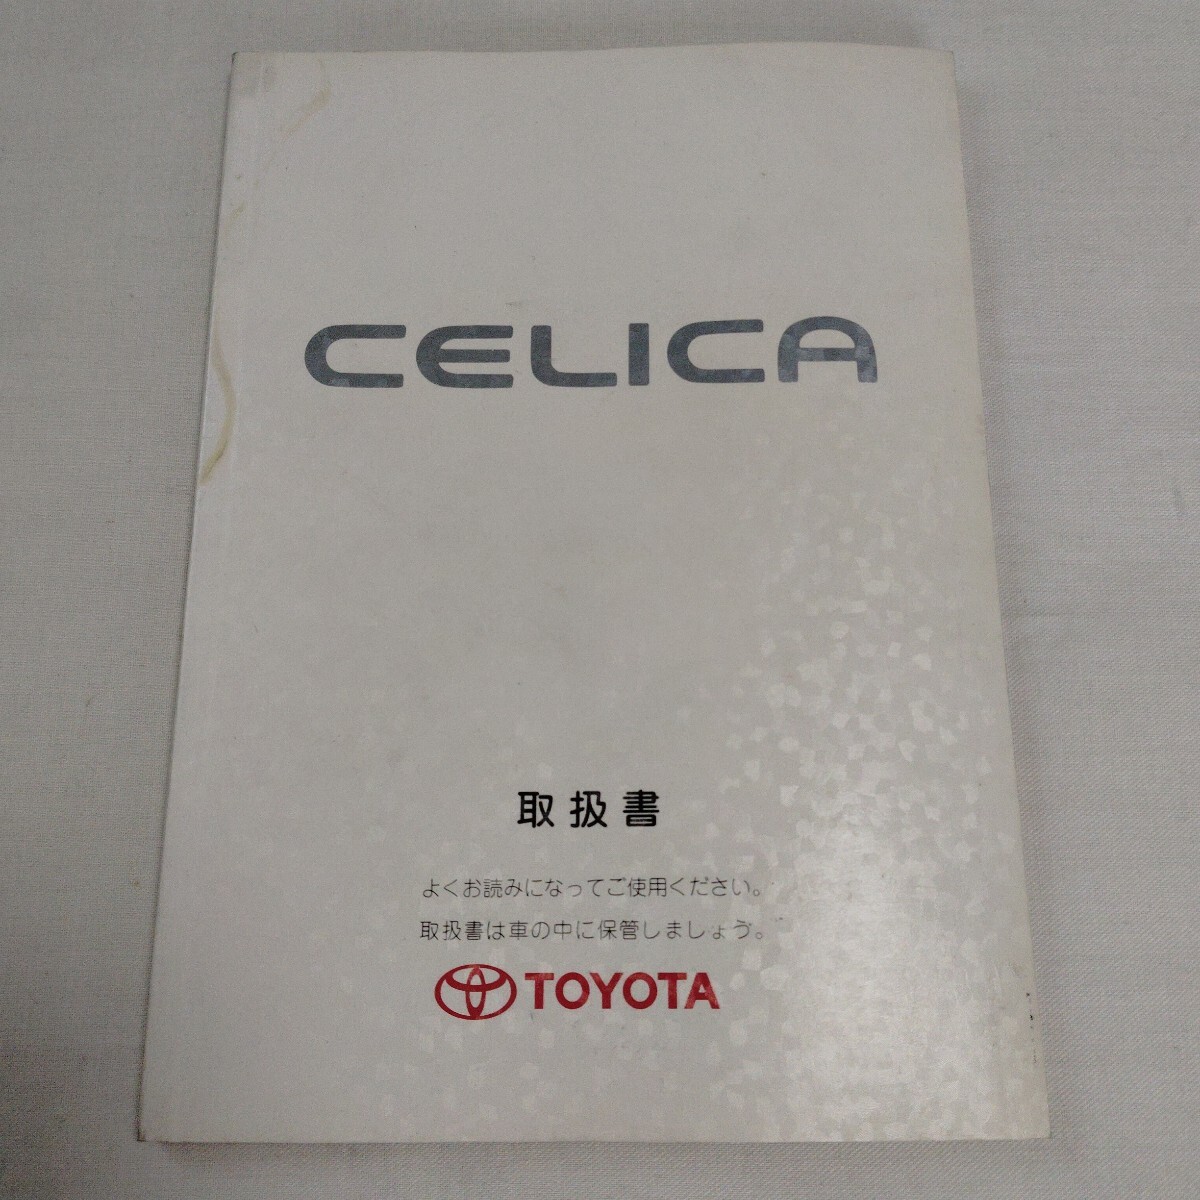 CELICA
取扱書
よくお読みになってご使用ください。
取扱書は車の中に保管しましょう。
TOYOTA